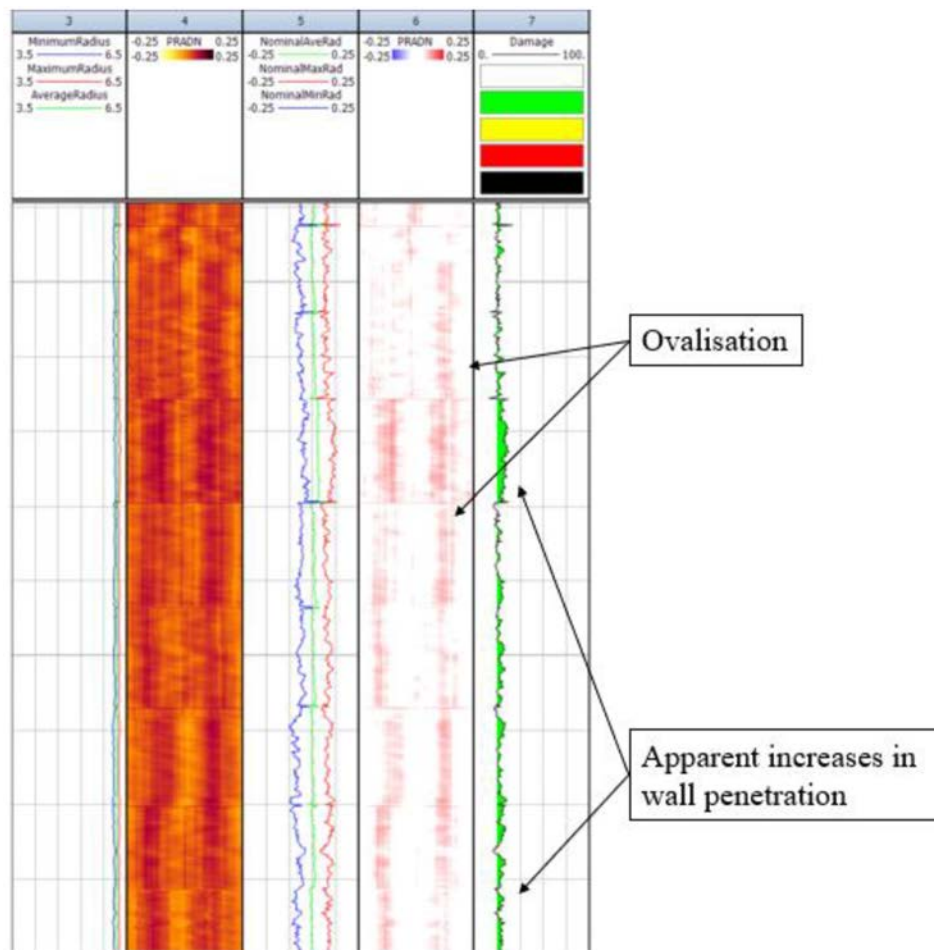 3 4 5 6 7
MinimumRadius -0.25 PRADN 0.25 NominalAveRad -0.25 PRADN 0.25 Damage
3.5 6.5 -0.25 0.25 -0.25 0.25 -0.25 0.25 0. 100.
MaximumRadius NominalMaxRad
3.5 6.5 -0.25 0.25
AverageRadius NominalMinRad
3.5 6.5 -0.25 0.25
Ovalisation
Apparent increases in
wall penetration